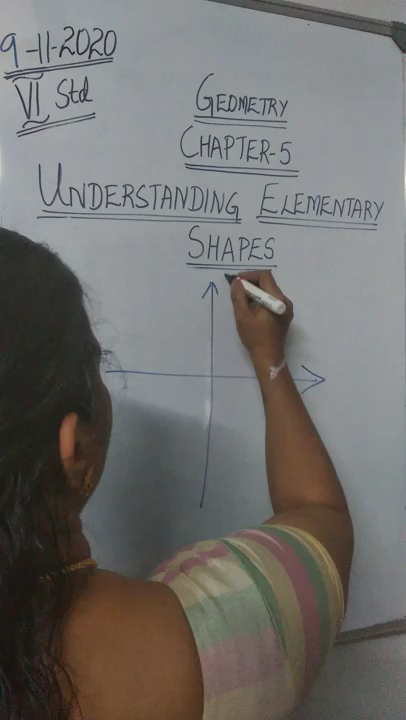 9-11-2020
VI Std
GEOMETRY
CHAPTER-5
UNDERSTANDING ELEMENTARY
SHAPES